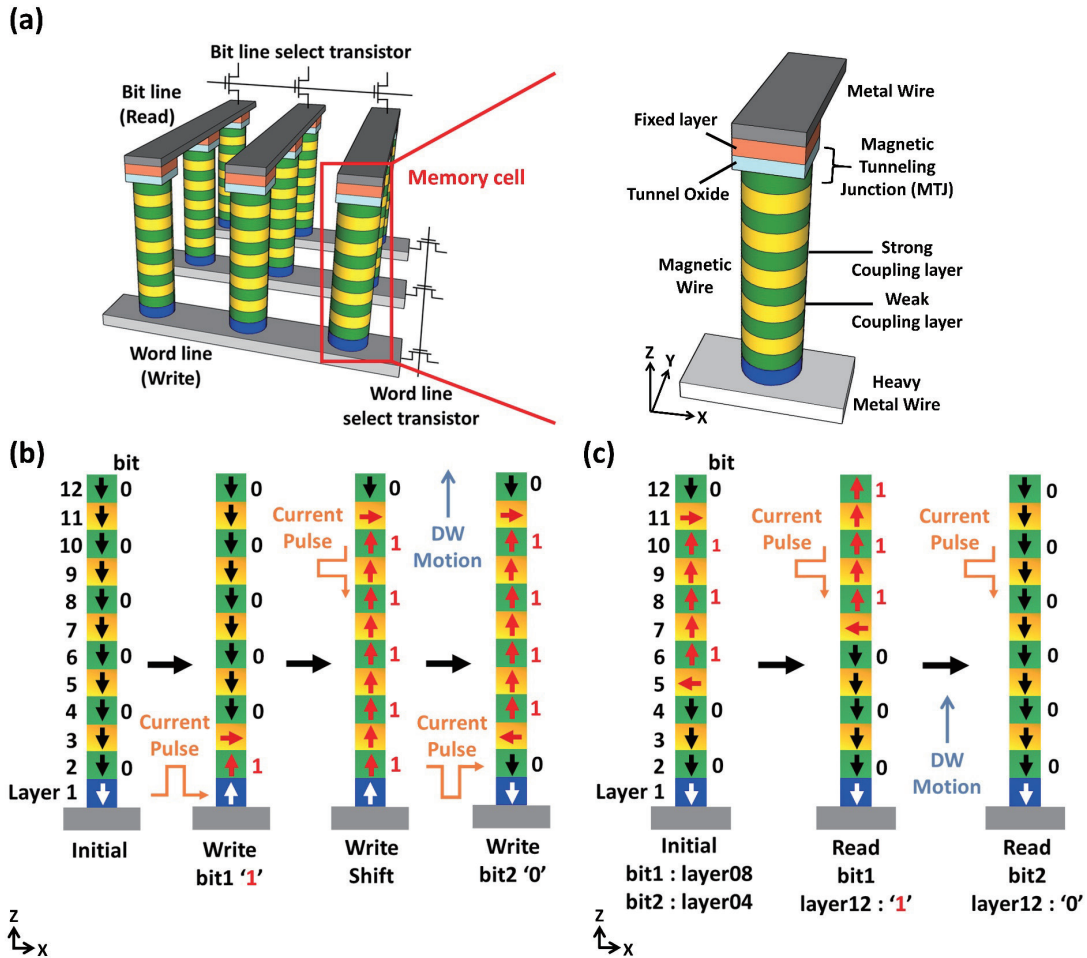 (a)
Bit line select transistor
Bit line
(Read)
Memory cell
Word line
(Write)
Word line
select transistor
Metal Wire
Fixed layer
Magnetic
Tunneling
Junction (MTJ)
Tunnel Oxide
Magnetic
Wire
Strong
Coupling layer
Weak
Coupling layer
Heavy
Metal Wire
Z
Y
X
(b)
bit
12 0 0 0 0
11
10 0 0 1 1
9
8 0 0 1 1
7
6 0 0 1 1
5
4 0 0 1 1
3
2 0 1 1 0
Layer 1
Current
Pulse
Current
Pulse
DW
Motion
Current
Pulse
Initial
Write
bit1 ‘1’
Write
Shift
Write
bit2 ‘0’
Z
X
(c)
bit
12 0 1 0
11
10 1 1 0
9
8 1 1 0
7
6 1 0 0
5
4 0 0 0
3
2 0 0 0
Layer 1
Current
Pulse
Current
Pulse
DW
Motion
Initial
bit1 : layer08
bit2 : layer04
Read
bit1
layer12 : ‘1’
Read
bit2
layer12 : ‘0’
Z
X